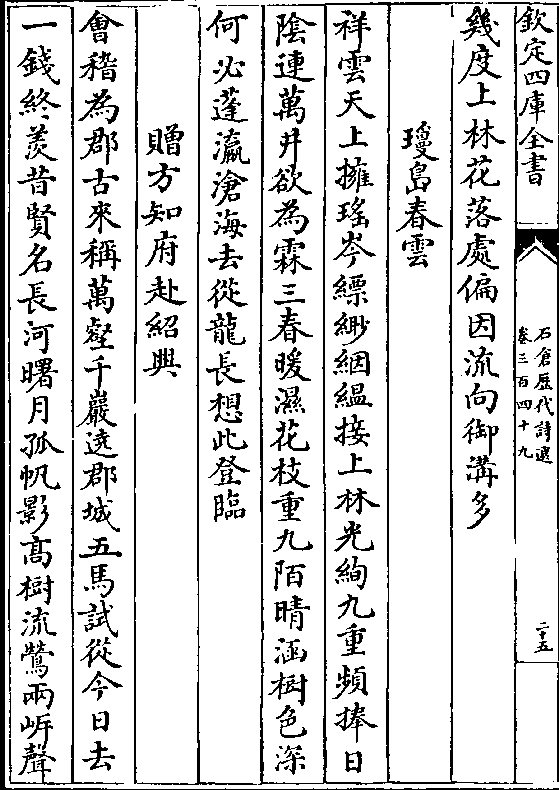 欽定四庫全書
石倉歷代詩選
卷三百四十九
二十五
幾度上林花落處偏因流向御溝多
瓊島春雲
祥雲天上擁瑤岑縹緲絪緼接上林光絢九重頻捧日
陰連萬井欲為霖三春暖濕花枝重九陌晴涵樹色深
何必蓬瀛滄海去從龍長想此登臨
贈方知府赴紹興
會稽為郡古來稱萬壑千巖遶郡城五馬試從今日去
一錢終羨昔賢名長河曙月孤帆影高樹流鶯兩岍聲